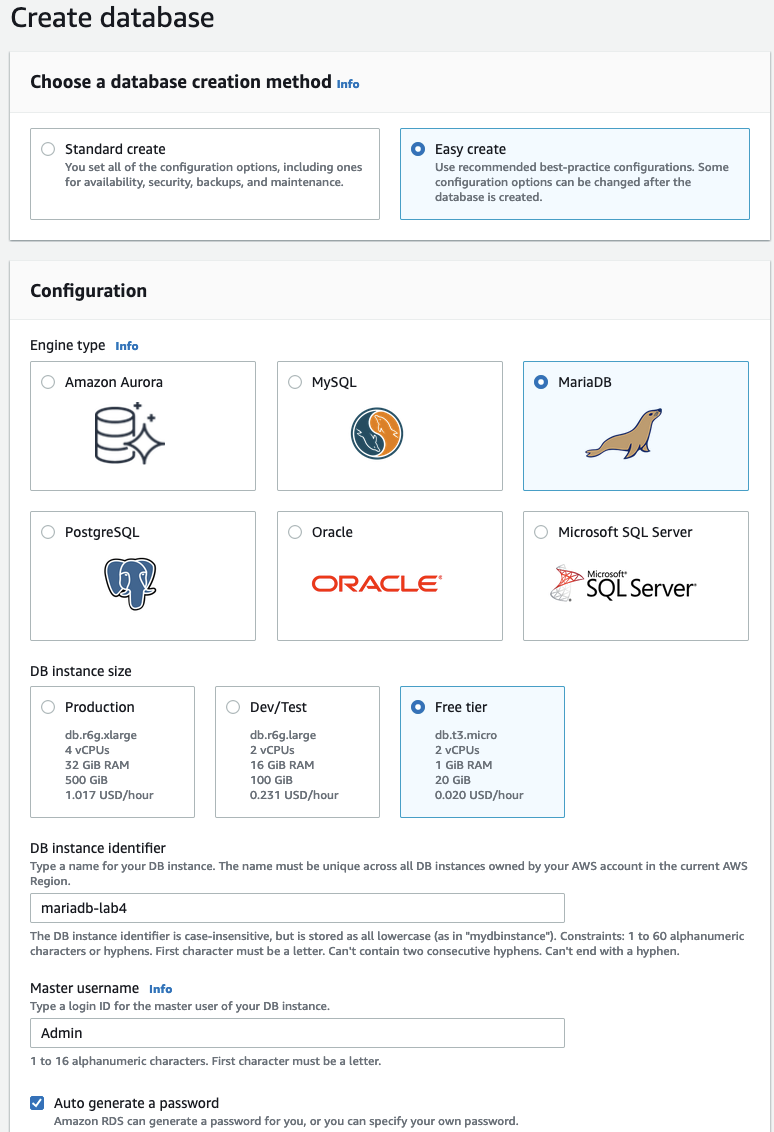 Create database
Choose a database creation method Info
Standard create
You set all of the configuration options, including ones
for availability, security, backups, and maintenance.
Easy create
Use recommended best-practice configurations. Some
configuration options can be changed after the
database is created.
Configuration
Engine type Info
Amazon Aurora
MySQL
MariaDB
PostgreSQL
Oracle
ORACLE®
Microsoft SQL Server
Microsoft®
SQL Server®
DB instance size
Production
db.r6g.xlarge
4 vCPUs
32 GiB RAM
500 GiB
1.017 USD/hour
Dev/Test
db.r6g.large
2 vCPUs
16 GiB RAM
100 GiB
0.231 USD/hour
Free tier
db.t3.micro
2 vCPUs
1 GiB RAM
20 GiB
0.020 USD/hour
DB instance identifier
Type a name for your DB instance. The name must be unique across all DB instances owned by your AWS account in the current AWS
Region.
mariadb-lab4
The DB instance identifier is case-insensitive, but is stored as all lowercase (as in "mydbinstance"). Constraints: 1 to 60 alphanumeric
characters or hyphens. First character must be a letter. Can't contain two consecutive hyphens. Can't end with a hyphen.
Master username Info
Type a login ID for the master user of your DB instance.
Admin
1 to 16 alphanumeric characters. First character must be a letter.
Auto generate a password
Amazon RDS can generate a password for you, or you can specify your own password.